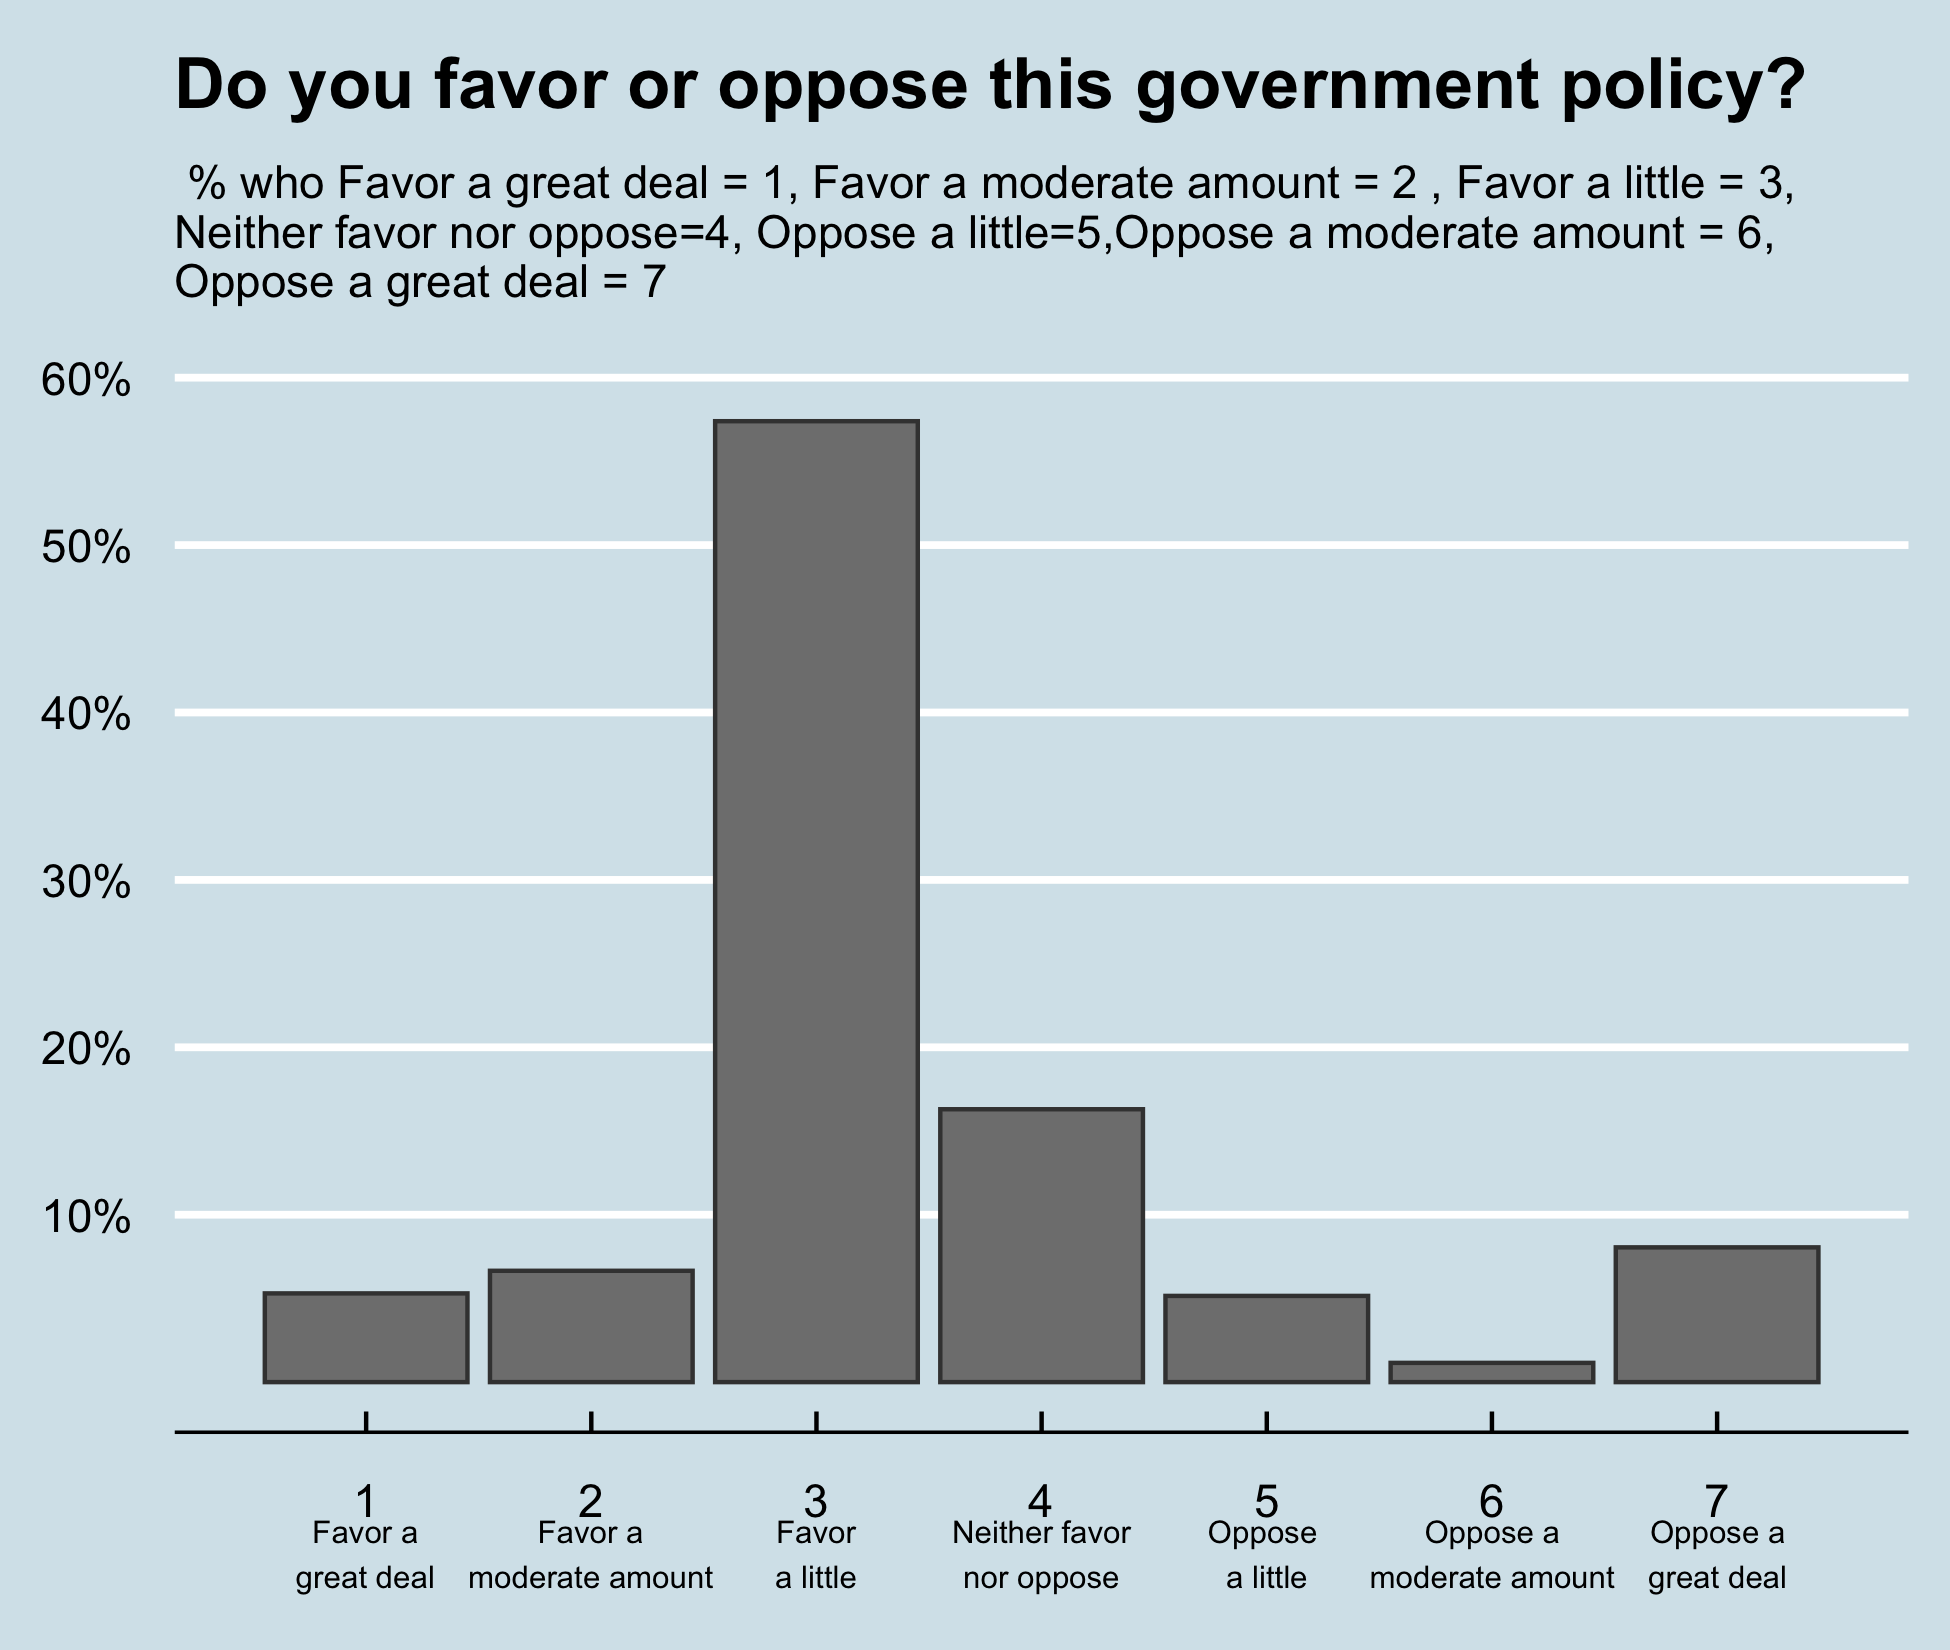 Do you favor or oppose this government policy?
% who Favor a great deal = 1, Favor a moderate amount = 2 , Favor a little = 3,
Neither favor nor oppose=4, Oppose a little=5,Oppose a moderate amount = 6,
Oppose a great deal = 7
60%
50%
40%
30%
20%
10%
1 2 3 4 5 6 7
Favor a Favor a Favor Neither favor Oppose Oppose a Oppose a
great deal moderate amount a little nor oppose a little moderate amount great deal